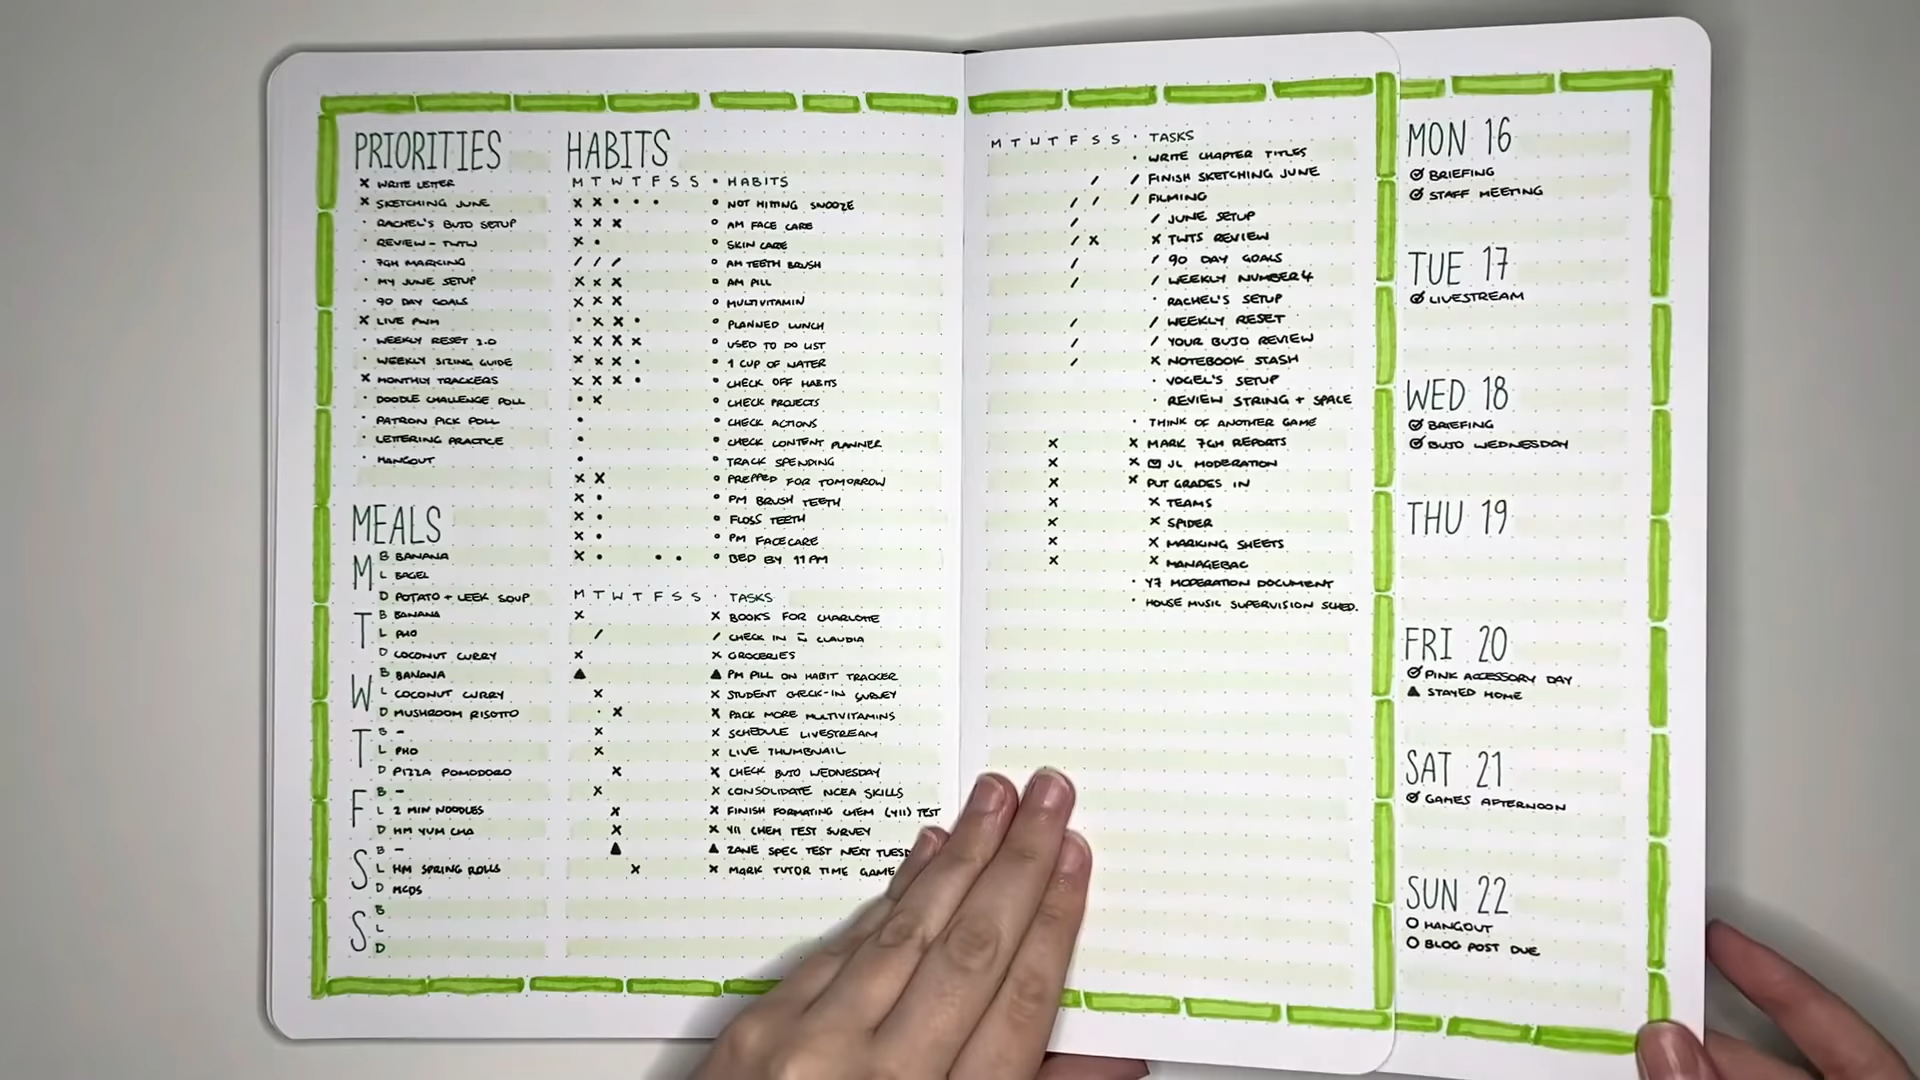 PRIORITIES
X WRITE LETTER
X SKETCHING JUNE
· RACHEL'S BUJO SETUP
· REVIEW - TWTW
· 7GH MARKING
· MY JUNE SETUP
· 90 DAY GOALS
X LIVE PWM
· WEEKLY RESET 2.0
· WEEKLY SIZING GUIDE
X MONTHLY TRACKERS
· DOODLE CHALLENGE POLL
· PATRON PICK POLL
· LETTERING PRACTICE
· HANGOUT
MEALS
M
B BANANA
L BAGEL
D POTATO + LEEK SOUP
T
B BANANA
L PHO
D COCONUT CURRY
W
B BANANA
L COCONUT CURRY
D MUSHROOM RISOTTO
T
B -
L PHO
D PIZZA POMODORO
F
B -
L 2 MIN NOODLES
D HM YUM CHA
S
B -
L HM SPRING ROLLS
D MCDS
S
B
L
D
HABITS
M T W T F S S · HABITS
X X · · · o NOT HITTING SNOOZE
X X X o AM FACE CARE
X · o SKIN CARE
/ / / o AM TEETH BRUSH
X X X o AM PILL
X X X o MULTIVITAMIN
· X X · o PLANNED LUNCH
X X X X o USED TO DO LIST
X X X · o 1 CUP OF WATER
X X X · o CHECK OFF HABITS
· X o CHECK PROJECTS
· o CHECK ACTIONS
· o CHECK CONTENT PLANNER
· o TRACK SPENDING
X X o PREPPED FOR TOMORROW
X · o PM BRUSH TEETH
X · o FLOSS TEETH
X · o PM FACECARE
X · · · o BED BY 11PM
M T W T F S S · TASKS
X X BOOKS FOR CHARLOTTE
/ / CHECK IN CLAUDIA
X X GROCERIES
▲ ▲ PM PILL ON HABIT TRACKER
X X STUDENT CHECK-IN SURVEY
· X X PACK MORE MULTIVITAMINS
X X SCHEDULE LIVESTREAM
X X LIVE THUMBNAIL
X X CHECK BUJO WEDNESDAY
X X CONSOLIDATE NCEA SKILLS
X X FINISH FORMATING CHEM (Y11) TEST
X X Y11 CHEM TEST SURVEY
▲ ▲ ZANE SPEC TEST NEXT TUESD
X X MARK TUTOR TIME GAME
M T W T F S S · TASKS
· WRITE CHAPTER TITLES
/ / FINISH SKETCHING JUNE
/ / / FILMING
/ / JUNE SETUP
/ X X TWTS REVIEW
/ / 90 DAY GOALS
/ / WEEKLY NUMBER 4
· RACHEL'S SETUP
/ / WEEKLY RESET
/ / YOUR BUJO REVIEW
/ X NOTEBOOK STASH
· VOGEL'S SETUP
· REVIEW STRING + SPACE
· THINK OF ANOTHER GAME
X X MARK 7GH REPORTS
X X JL MODERATION
X X PUT GRADES IN
X X TEAMS
X X SPIDER
X X MARKING SHEETS
X X MANAGEBAC
· Y7 MODERATION DOCUMENT
· HOUSE MUSIC SUPERVISION SCHED.
MON 16
BRIEFING
STAFF MEETING
TUE 17
LIVESTREAM
WED 18
BRIEFING
BUJO WEDNESDAY
THU 19
FRI 20
PINK ACCESSORY DAY
▲ STAYED HOME
SAT 21
GAMES AFTERNOON
SUN 22
O HANGOUT
O BLOG POST DUE